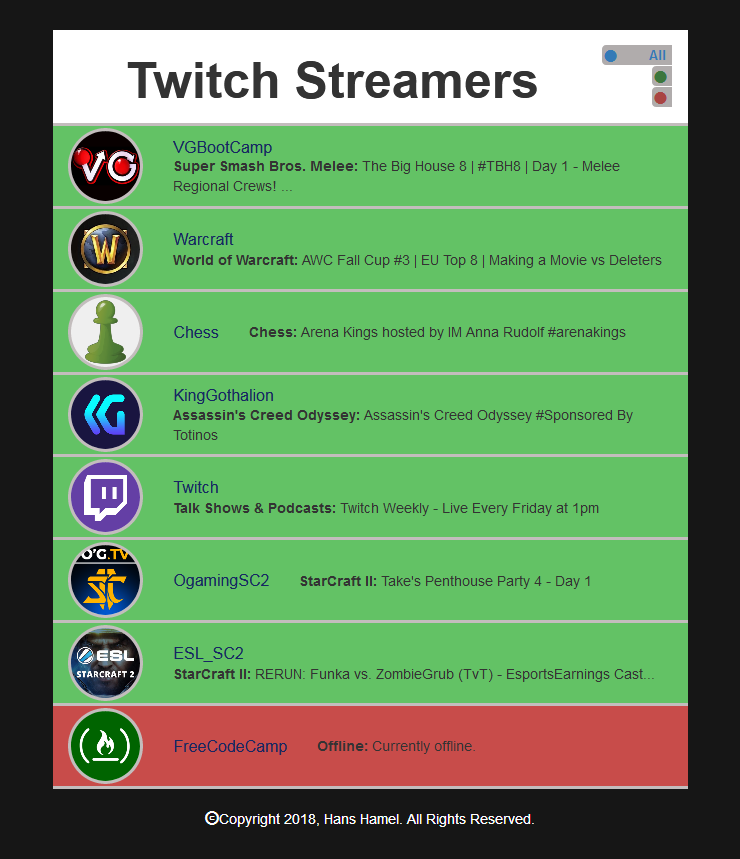 Twitch Streamers
All
VG
VGBootCamp
Super Smash Bros. Melee: The Big House 8 | #TBH8 | Day 1 - Melee
Regional Crews! ...
W
Warcraft
World of Warcraft: AWC Fall Cup #3 | EU Top 8 | Making a Movie vs Deleters
Chess
Chess: Arena Kings hosted by IM Anna Rudolf #arenakings
G
KingGothalion
Assassin's Creed Odyssey: Assassin's Creed Odyssey #Sponsored By
Totinos
Twitch
Talk Shows & Podcasts: Twitch Weekly - Live Every Friday at 1pm
O'G.TV
SC
OgamingSC2
StarCraft II: Take's Penthouse Party 4 - Day 1
ESL
STARCRAFT 2
ESL_SC2
StarCraft II: RERUN: Funka vs. ZombieGrub (TvT) - EsportsEarnings Cast...
FreeCodeCamp
Offline: Currently offline.
©Copyright 2018, Hans Hamel. All Rights Reserved.